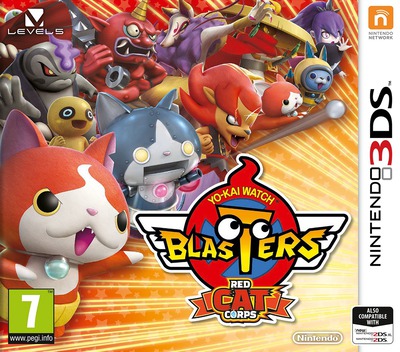 LEVEL5
NINTENDO
NETWORK
NINTENDO 3DS
YO-KAI WATCH
BLASTERS
RED
CAT
CORPS
7
www.pegi.info
Nintendo
ALSO
COMPATIBLE
WITH
2DS